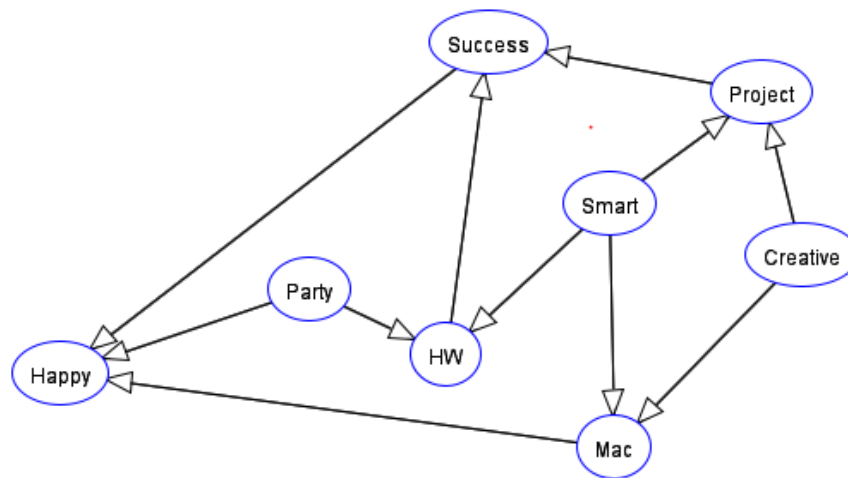 Success
Project
Smart
Creative
Party
HW
Happy
Mac